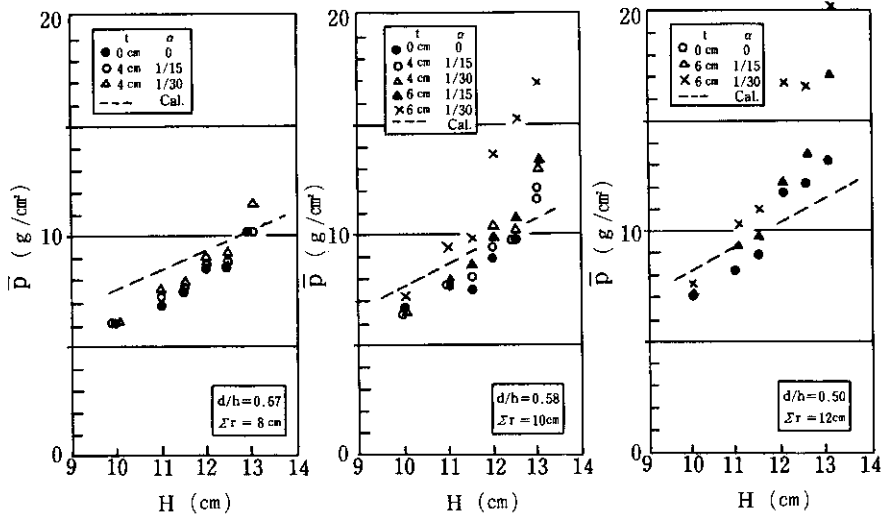 20
t α
● 0 cm 0
○ 4 cm 1/15
△ 4 cm 1/30
--- Cal.
10
0
p̅ (g/cm²)
d/h=0.67
Σr=8cm
9 10 11 12 13 14
H (cm)
20
t α
● 0 cm 0
○ 4 cm 1/15
△ 4 cm 1/30
▲ 6 cm 1/15
× 6 cm 1/30
--- Cal.
10
0
p̅ (g/cm²)
d/h=0.58
Σr=10cm
9 10 11 12 13 14
H (cm)
20
t α
○ 0 cm 0
△ 6 cm 1/15
× 6 cm 1/30
--- Cal.
10
0
p̅ (g/cm²)
d/h=0.50
Σr=12cm
9 10 11 12 13 14
H (cm)